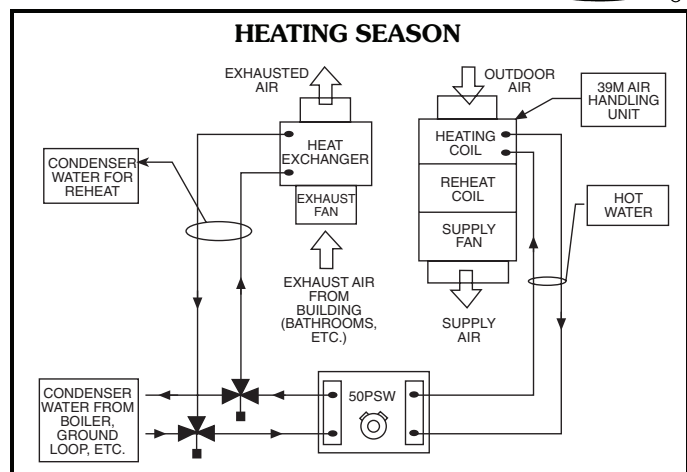 HEATING SEASON
EXHAUSTED
AIR
OUTDOOR
AIR
39M AIR
HANDLING
UNIT
HEAT
EXCHANGER
HEATING
COIL
CONDENSER
WATER FOR
REHEAT
REHEAT
COIL
HOT
WATER
EXHAUST
FAN
SUPPLY
FAN
EXHAUST AIR
FROM
BUILDING
(BATHROOMS,
ETC.)
SUPPLY
AIR
CONDENSER
WATER FROM
BOILER,
GROUND
LOOP, ETC.
50PSW